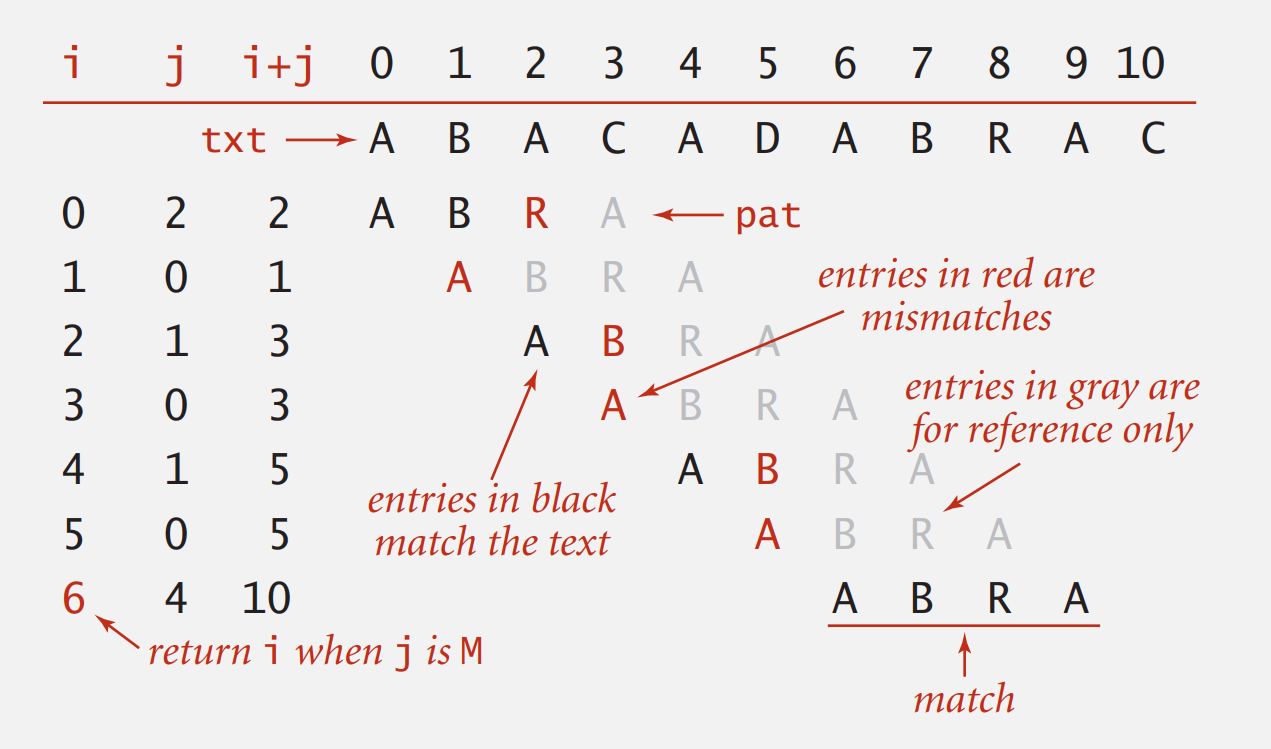 i j i+j 0 1 2 3 4 5 6 7 8 9 10
txt A B A C A D A B R A C
0 2 2 A B R A pat
1 0 1 A B R A
entries in red are
mismatches
2 1 3 A B R A
3 0 3 A B R A
entries in gray are
for reference only
4 1 5 A B R A
entries in black
match the text
5 0 5 A B R A
6 4 10 A B R A
return i when j is M
match